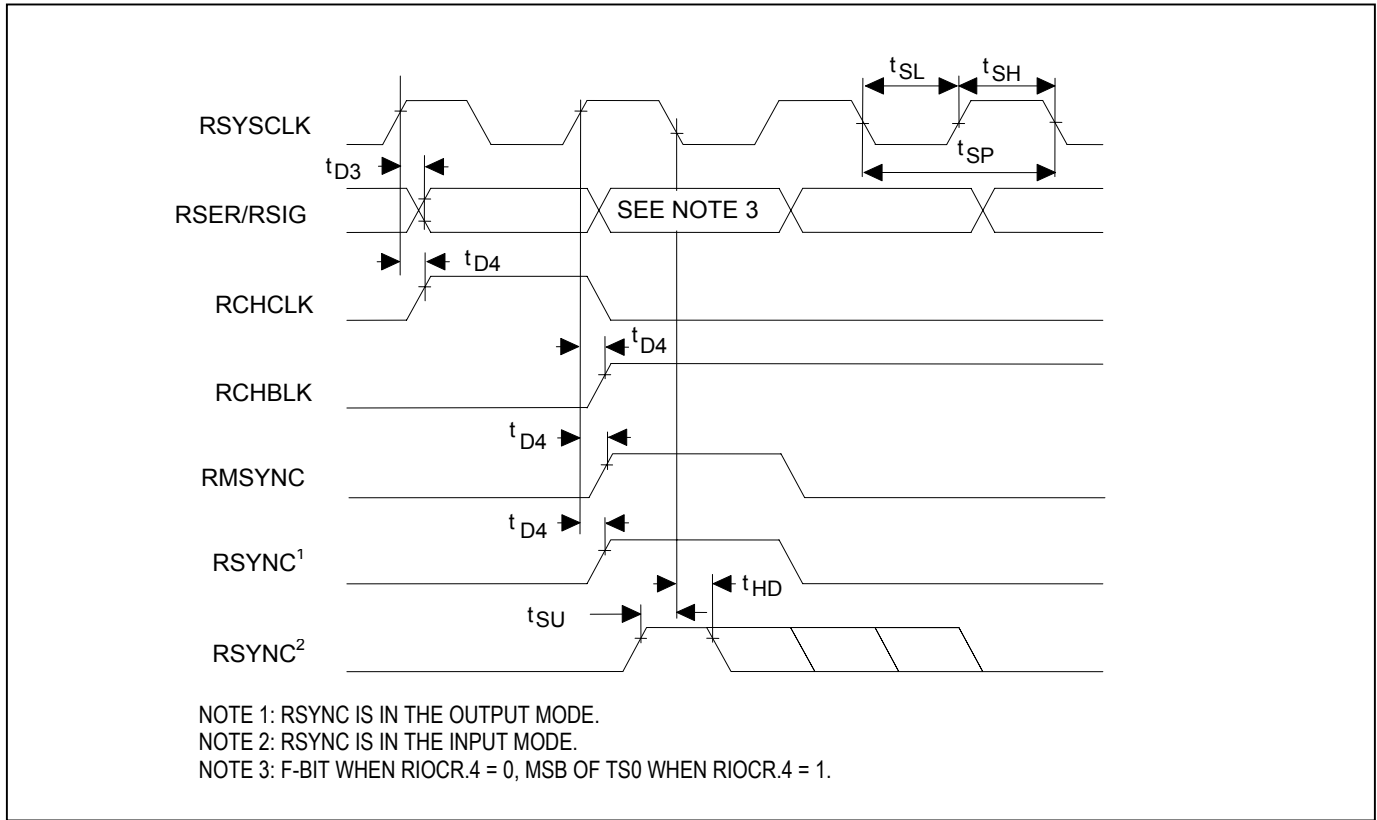 tSL
tSH
RSYSCLK
tSP
tD3
RSER/RSIG
SEE NOTE 3
tD4
RCHCLK
tD4
RCHBLK
tD4
RMSYNC
tD4
RSYNC1
tHD
tSU
RSYNC2
NOTE 1: RSYNC IS IN THE OUTPUT MODE.
NOTE 2: RSYNC IS IN THE INPUT MODE.
NOTE 3: F-BIT WHEN RIOCR.4 = 0, MSB OF TS0 WHEN RIOCR.4 = 1.